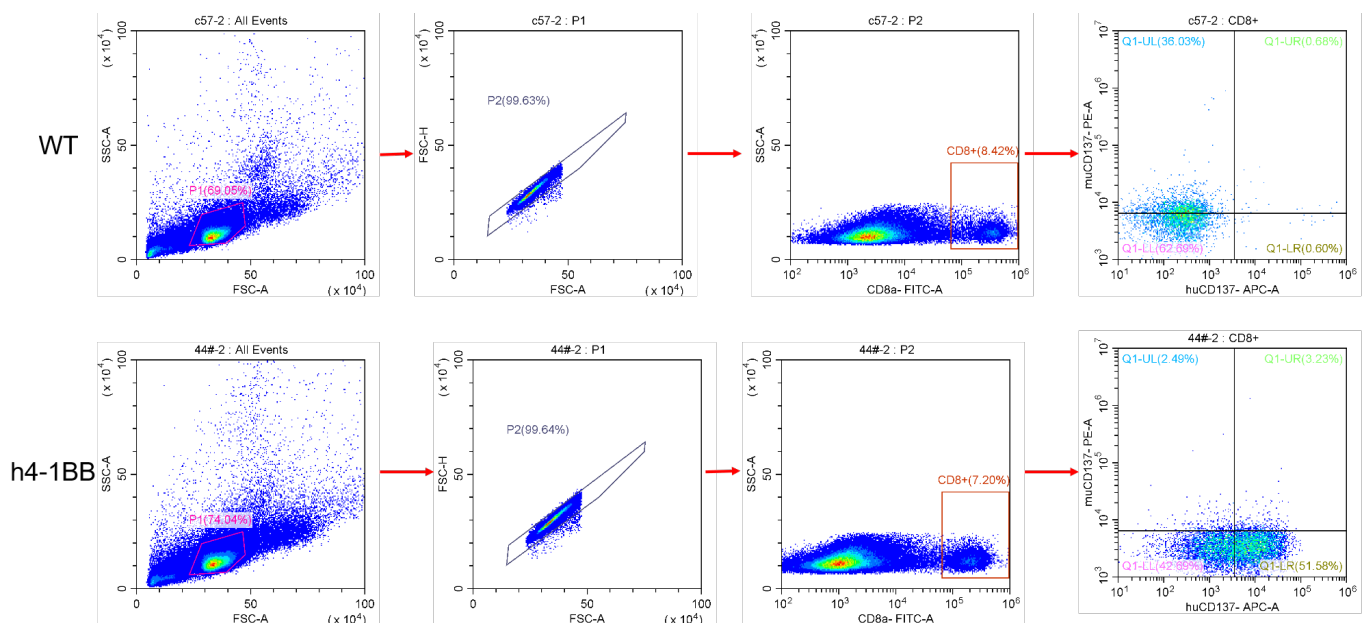 WT
c57-2 : All Events
SSC-A
( x 10⁴ )
100
50
0
P1(69.05%)
0
50
100
FSC-A
( x 10⁴ )
c57-2 : P1
FSC-H
( x 10⁴ )
100
50
0
P2(99.63%)
0
50
100
FSC-A
( x 10⁴ )
c57-2 : P2
SSC-A
( x 10⁴ )
100
50
0
CD8+(8.42%)
10² 10³ 10⁴ 10⁵ 10⁶
CD8a- FITC-A
c57-2 : CD8+
muCD137- PE-A
10⁷
10⁶
10⁵
10⁴
10³
Q1-UL(36.03%)
Q1-UR(0.68%)
Q1-LL(62.69%)
Q1-LR(0.60%)
10¹ 10² 10³ 10⁴ 10⁵ 10⁶
huCD137- APC-A
h4-1BB
44#-2 : All Events
SSC-A
( x 10⁴ )
100
50
0
P1(74.04%)
0
50
100
FSC-A
( x 10⁴ )
44#-2 : P1
FSC-H
( x 10⁴ )
100
50
0
P2(99.64%)
0
50
100
FSC-A
( x 10⁴ )
44#-2 : P2
SSC-A
( x 10⁴ )
100
50
0
CD8+(7.20%)
10² 10³ 10⁴ 10⁵ 10⁶
CD8a- FITC-A
44#-2 : CD8+
muCD137- PE-A
10⁷
10⁶
10⁵
10⁴
10³
Q1-UL(2.49%)
Q1-UR(3.23%)
Q1-LL(42.69%)
Q1-LR(51.58%)
10¹ 10² 10³ 10⁴ 10⁵ 10⁶
huCD137- APC-A